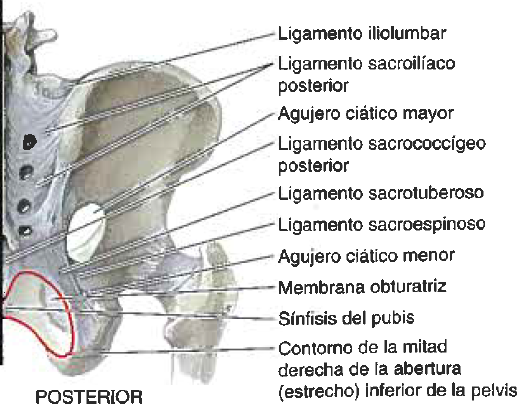 Ligamento iliolumbar
Ligamento sacroilíaco
posterior
Agujero ciático mayor
Ligamento sacrococcígeo
posterior
Ligamento sacrotuberoso
Ligamento sacroespinoso
Agujero ciático menor
Membrana obturatriz
Sínfisis del pubis
Contorno de la mitad
derecha de la abertura
(estrecho) inferior de la pelvis
POSTERIOR